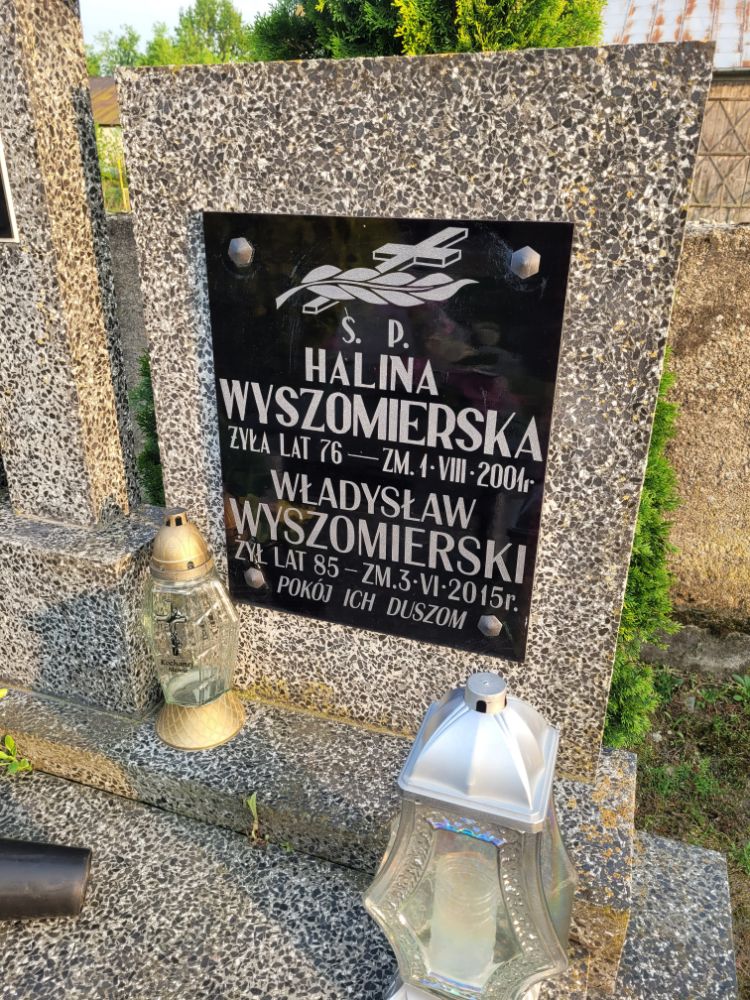 Ś. P.
HALINA
WYSZOMIERSKA
ŻYŁA LAT 76 — ZM. 1·VIII·2001r
WŁADYSŁAW
WYSZOMIERSKI
ŻYŁ LAT 85 – ZM. 3·VI·2015r.
POKÓJ ICH DUSZOM